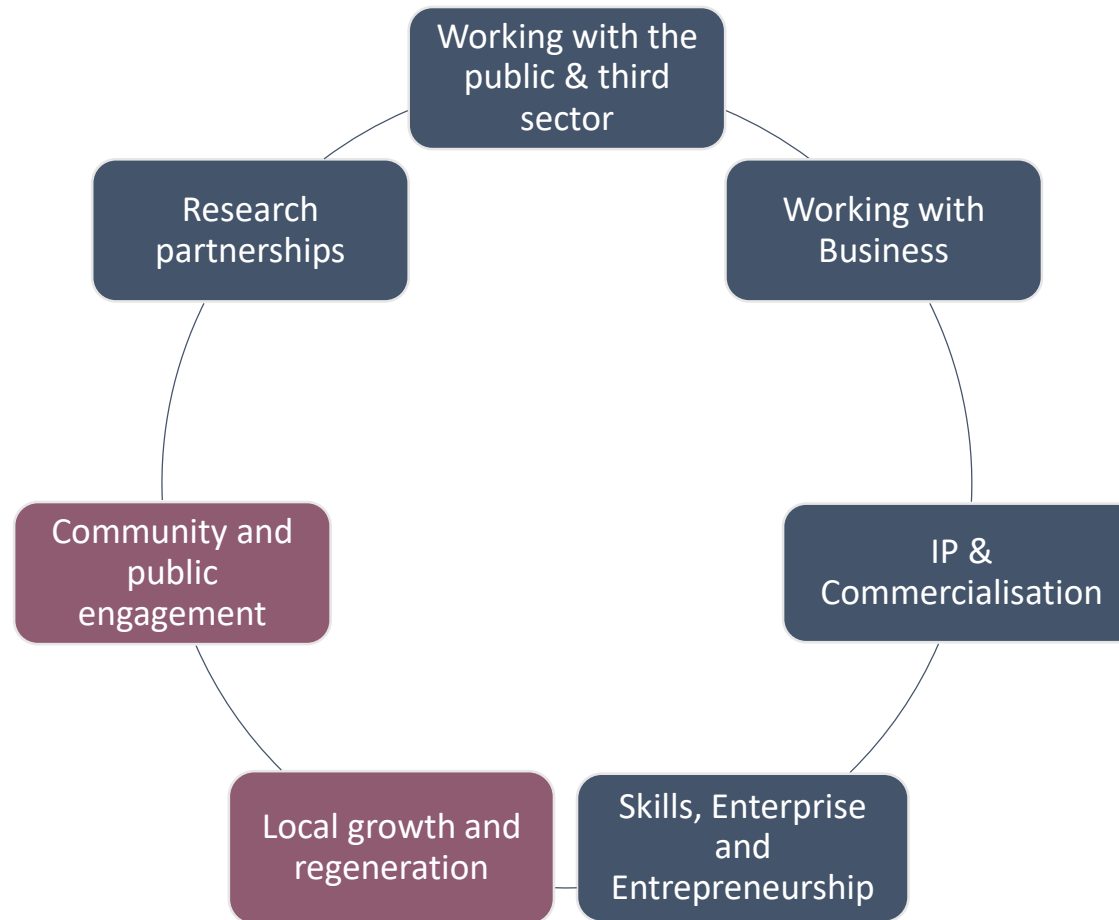 Working with the
public & third
sector
Research
partnerships
Working with
Business
Community and
public
engagement
IP &
Commercialisation
Local growth and
regeneration
Skills, Enterprise
and
Entrepreneurship